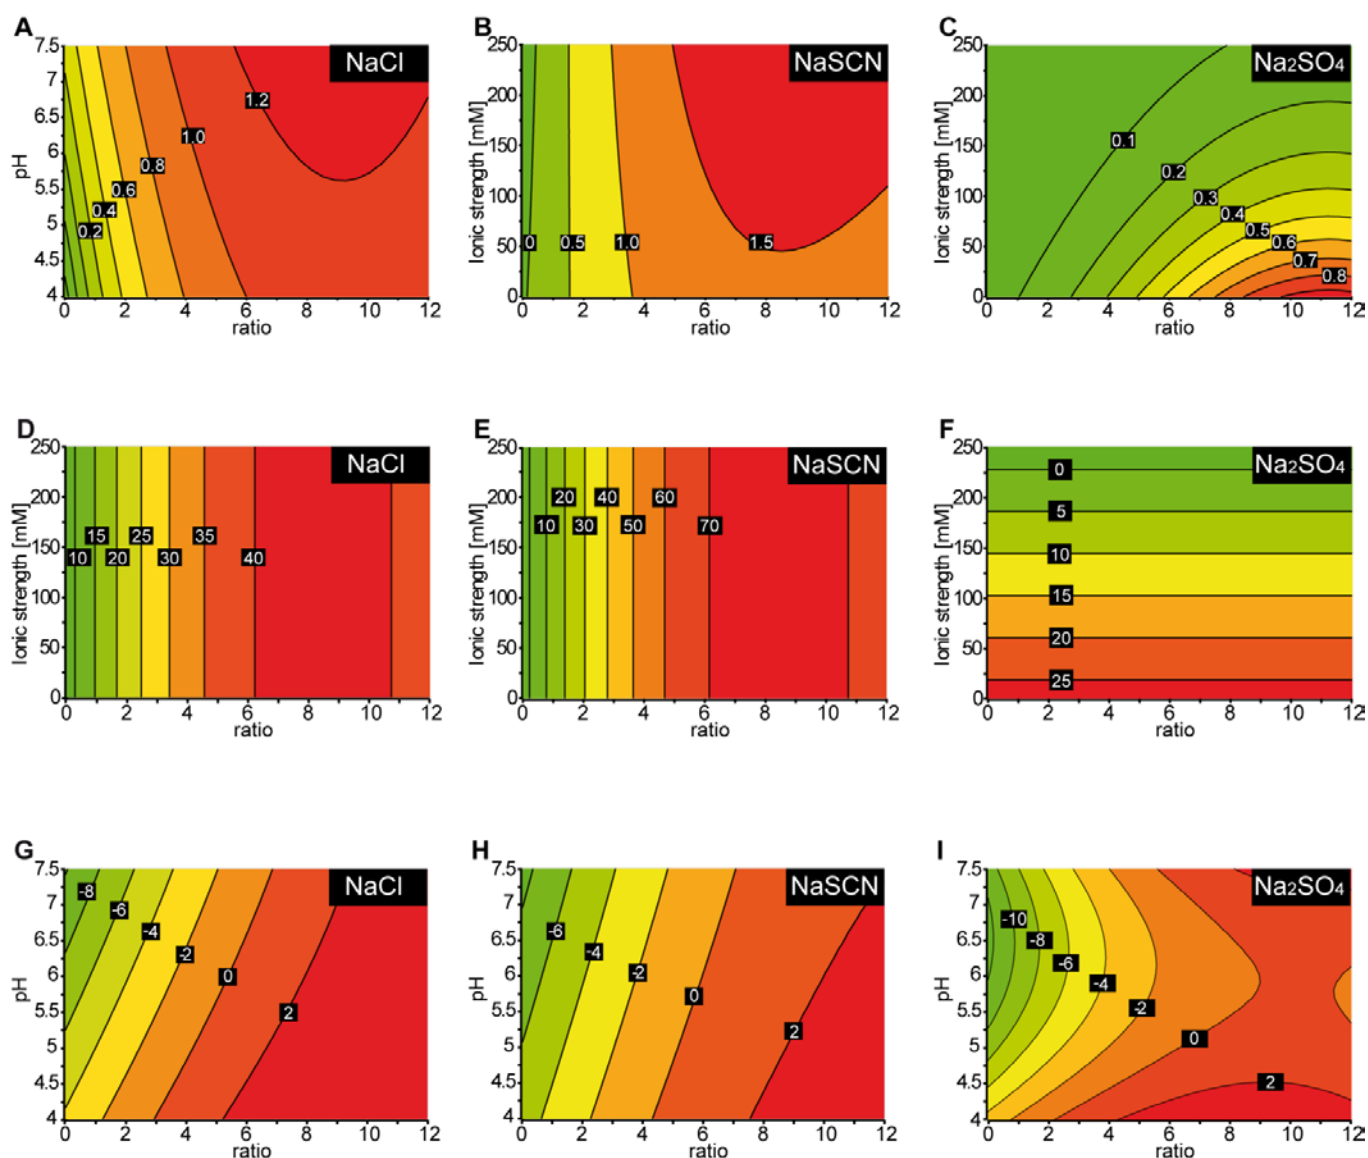 A
B
C
NaCl
NaSCN
Na2SO4
7.5
7
6.5
6
5.5
5
4.5
4
pH
1.2
1.0
0.8
0.6
0.4
0.2
0 2 4 6 8 10 12
ratio
250
200
150
100
50
0
Ionic strength [mM]
0 0.5 1.0 1.5
0 2 4 6 8 10 12
ratio
250
200
150
100
50
0
Ionic strength [mM]
0.1
0.2
0.3
0.4
0.5
0.6
0.7
0.8
0 2 4 6 8 10 12
ratio
D
E
F
NaCl
NaSCN
Na2SO4
250
200
150
100
50
0
Ionic strength [mM]
15 25 35
10 20 30 40
0 2 4 6 8 10 12
ratio
250
200
150
100
50
0
Ionic strength [mM]
20 40 60
10 30 50 70
0 2 4 6 8 10 12
ratio
250
200
150
100
50
0
Ionic strength [mM]
0
5
10
15
20
25
0 2 4 6 8 10 12
ratio
G
H
I
NaCl
NaSCN
Na2SO4
7.5
7
6.5
6
5.5
5
4.5
4
pH
-8
-6
-4
-2
0
2
0 2 4 6 8 10 12
ratio
7.5
7
6.5
6
5.5
5
4.5
4
pH
-6
-4
-2
0
2
0 2 4 6 8 10 12
ratio
7.5
7
6.5
6
5.5
5
4.5
4
pH
-10
-8
-6
-4
-2
0
2
0 2 4 6 8 10 12
ratio